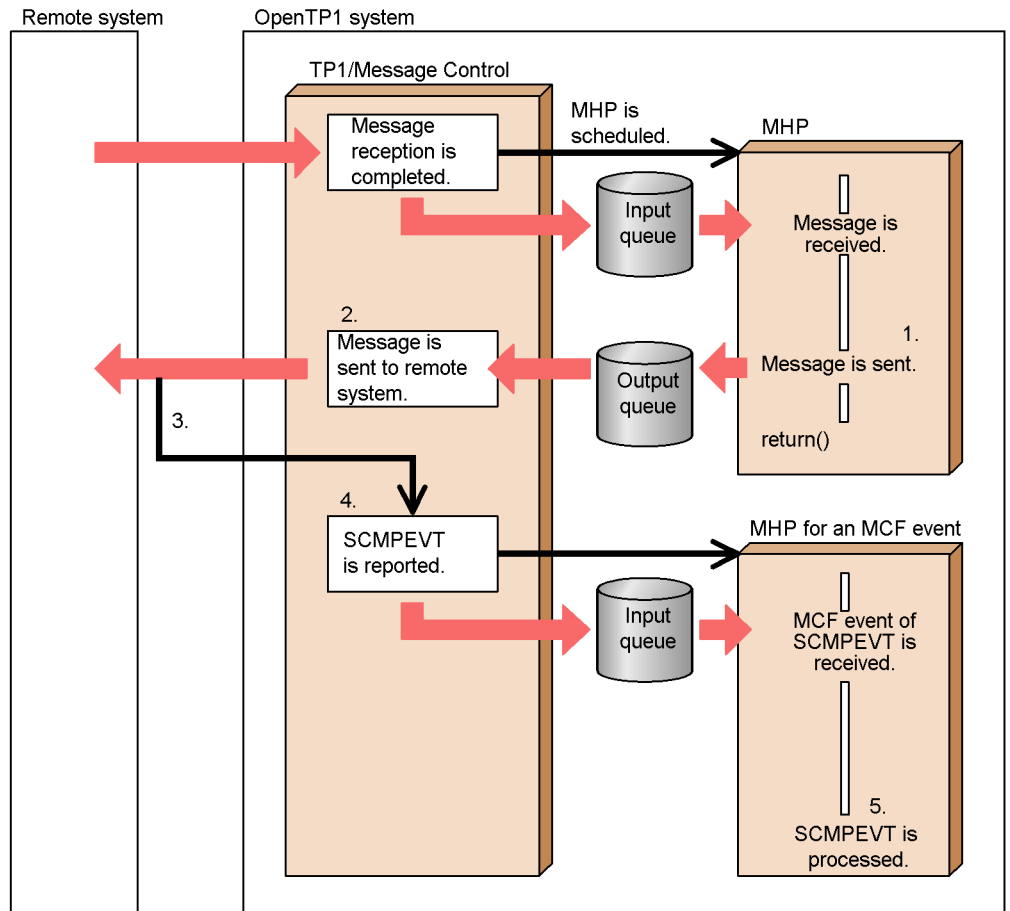 Remote system
OpenTP1 system
TP1/Message Control
Message
reception is
completed.
MHP is
scheduled.
MHP
Input
queue
Message is
received.
1.
2.
Message is
sent to remote
system.
Output
queue
Message is sent.
3.
return()
4.
SCMPEVT
is reported.
MHP for an MCF event
Input
queue
MCF event of
SCMPEVT is
received.
5.
SCMPEVT is
processed.